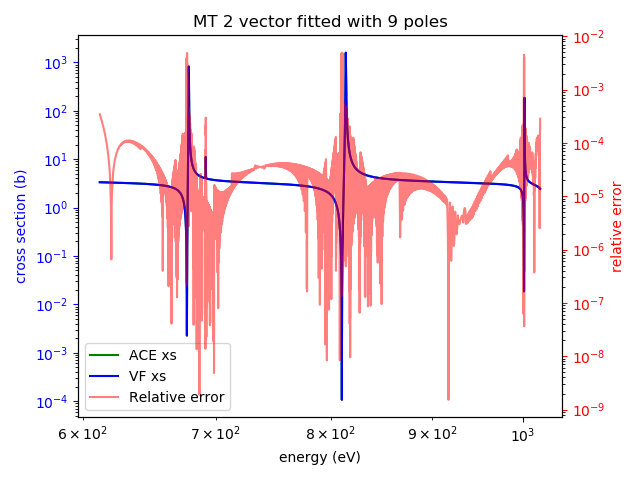 MT 2 vector fitted with 9 poles
cross section (b)
10³
10²
10¹
10⁰
10⁻¹
10⁻²
10⁻³
10⁻⁴
10⁻²
10⁻³
10⁻⁴
10⁻⁵
10⁻⁶
10⁻⁷
10⁻⁸
10⁻⁹
relative error
ACE xs
VF xs
Relative error
6 × 10² 7 × 10² 8 × 10² 9 × 10² 10³
energy (eV)